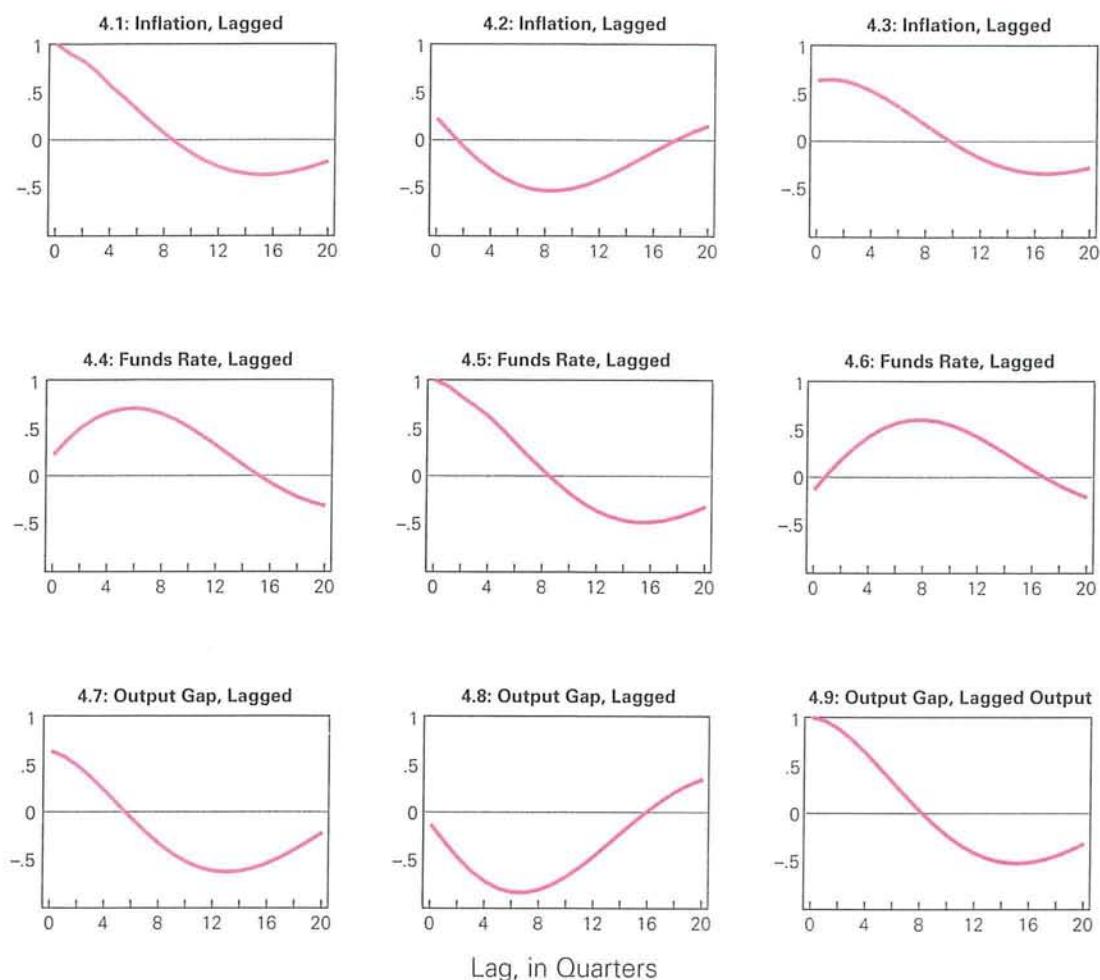 4.1: Inflation, Lagged
1
.5
0
–.5
0 4 8 12 16 20
4.2: Inflation, Lagged
0 4 8 12 16 20
4.3: Inflation, Lagged
1
.5
0
–.5
0 4 8 12 16 20
4.4: Funds Rate, Lagged
1
.5
0
–.5
0 4 8 12 16 20
4.5: Funds Rate, Lagged
1
.5
0
–.5
0 4 8 12 16 20
4.6: Funds Rate, Lagged
1
.5
0
–.5
0 4 8 12 16 20
4.7: Output Gap, Lagged
1
.5
0
–.5
0 4 8 12 16 20
4.8: Output Gap, Lagged
1
.5
0
–.5
0 4 8 12 16 20
4.9: Output Gap, Lagged Output
1
.5
0
–.5
0 4 8 12 16 20
Lag, in Quarters